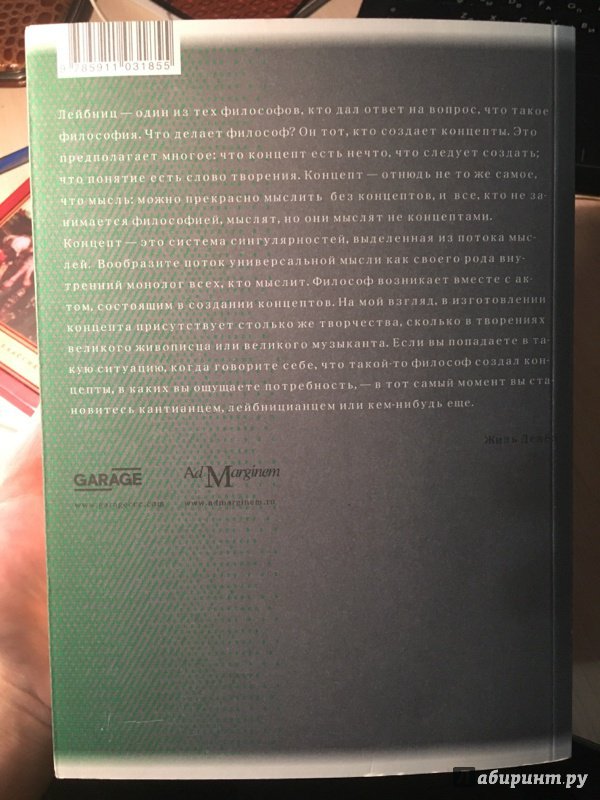 9 785911 031855
Лейбниц — один из тех философов, кто дал ответ на вопрос, что такое
философия. Что делает философ? Он тот, кто создает концепты. Это
предполагает многое: что концепт есть нечто, что следует создать;
что понятие есть слово творения. Концепт — отнюдь не то же самое,
что мысль: можно прекрасно мыслить без концептов, и все, кто не за-
нимается философией, мыслят, но они мыслят не концептами.
Концепт — это система сингулярностей, выделенная из потока мыс-
лей. Вообразите поток универсальной мысли как своего рода вну-
тренний монолог всех, кто мыслит. Философ возникает вместе с ак-
том, состоящим в создании концептов. На мой взгляд, в изготовлении
концепта присутствует столько же творчества, сколько в творениях
великого живописца или великого музыканта. Если вы попадаете в та-
кую ситуацию, когда говорите себе, что такой-то философ создал кон-
цепты, в каких вы ощущаете потребность, — в тот самый момент вы ста-
новитесь кантианцем, лейбницианцем или кем-нибудь еще.
Жиль
GARAGE
Ad Marginem
www.garageccc.com
www.admarginem.ru
Лабиринт.ру